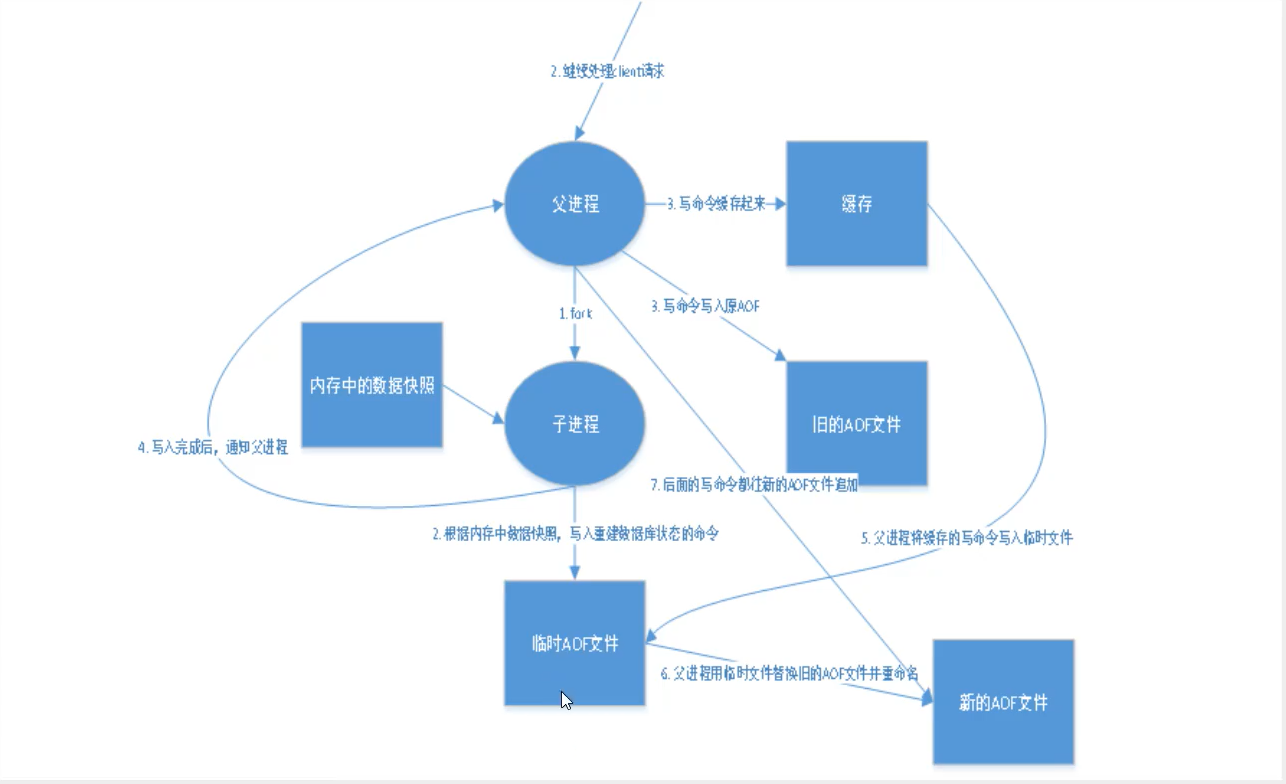 2.继续处理client请求
父进程
3.写命令缓存起来
缓存
1.fork
3.写命令写入原AOF
内存中的数据快照
子进程
旧的AOF文件
4.写入完成后，通知父进程
7.后面的写命令都往新的AOF文件追加
2.根据内存中数据快照，写入重建数据库状态的命令
5.父进程将缓存的写命令写入临时文件
临时AOF文件
6.父进程用临时文件替换旧的AOF文件并重命名
新的AOF文件